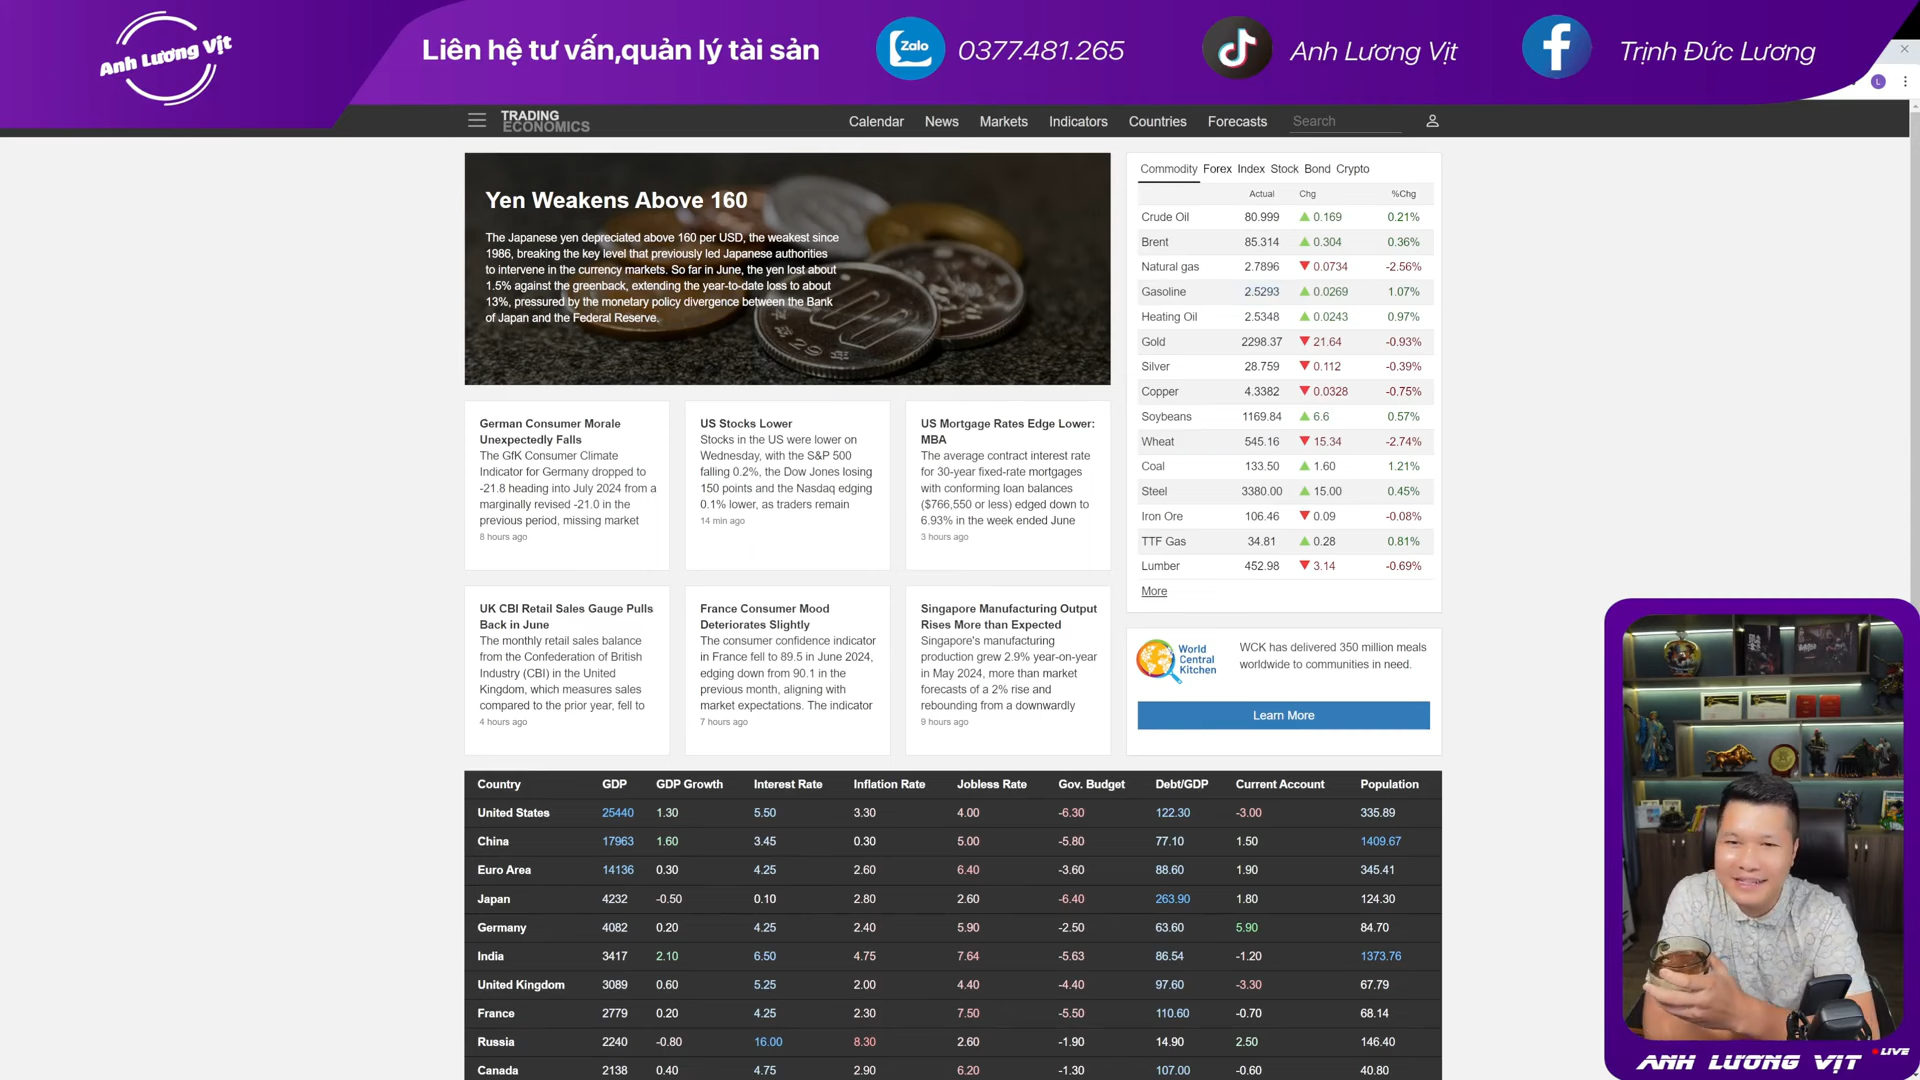 Anh Lương Vịt
Liên hệ tư vấn,quản lý tài sản
Zalo
0377.481.265
Anh Lương Vịt
Trịnh Đức Lương
L
TRADING
ECONOMICS
Calendar News Markets Indicators Countries Forecasts Search
Yen Weakens Above 160
The Japanese yen depreciated above 160 per USD, the weakest since
1986, breaking the key level that previously led Japanese authorities
to intervene in the currency markets. So far in June, the yen lost about
1.5% against the greenback, extending the year-to-date loss to about
13%, pressured by the monetary policy divergence between the Bank
of Japan and the Federal Reserve.
German Consumer Morale
Unexpectedly Falls
The GfK Consumer Climate
Indicator for Germany dropped to
-21.8 heading into July 2024 from a
marginally revised -21.0 in the
previous period, missing market
8 hours ago
US Stocks Lower
Stocks in the US were lower on
Wednesday, with the S&P 500
falling 0.2%, the Dow Jones losing
150 points and the Nasdaq edging
0.1% lower, as traders remain
14 min ago
US Mortgage Rates Edge Lower:
MBA
The average contract interest rate
for 30-year fixed-rate mortgages
with conforming loan balances
($766,550 or less) edged down to
6.93% in the week ended June
3 hours ago
UK CBI Retail Sales Gauge Pulls
Back in June
The monthly retail sales balance
from the Confederation of British
Industry (CBI) in the United
Kingdom, which measures sales
compared to the prior year, fell to
4 hours ago
France Consumer Mood
Deteriorates Slightly
The consumer confidence indicator
in France fell to 89.5 in June 2024,
edging down from 90.1 in the
previous month, aligning with
market expectations. The indicator
7 hours ago
Singapore Manufacturing Output
Rises More than Expected
Singapore's manufacturing
production grew 2.9% year-on-year
in May 2024, more than market
forecasts of a 2% rise and
rebounding from a downwardly
9 hours ago
Commodity Forex Index Stock Bond Crypto
Actual Chg %Chg
Crude Oil 80.999 0.169 0.21%
Brent 85.314 0.304 0.36%
Natural gas 2.7896 0.0734 -2.56%
Gasoline 2.5293 0.0269 1.07%
Heating Oil 2.5348 0.0243 0.97%
Gold 2298.37 21.64 -0.93%
Silver 28.759 0.112 -0.39%
Copper 4.3382 0.0328 -0.75%
Soybeans 1169.84 6.6 0.57%
Wheat 545.16 15.34 -2.74%
Coal 133.50 1.60 1.21%
Steel 3380.00 15.00 0.45%
Iron Ore 106.46 0.09 -0.08%
TTF Gas 34.81 0.28 0.81%
Lumber 452.98 3.14 -0.69%
More
World
Central
Kitchen
WCK has delivered 350 million meals
worldwide to communities in need.
Learn More
Country GDP GDP Growth Interest Rate Inflation Rate Jobless Rate Gov. Budget Debt/GDP Current Account Population
United States 25440 1.30 5.50 3.30 4.00 -6.30 122.30 -3.00 335.89
China 17963 1.60 3.45 0.30 5.00 -5.80 77.10 1.50 1409.67
Euro Area 14136 0.30 4.25 2.60 6.40 -3.60 88.60 1.90 345.41
Japan 4232 -0.50 0.10 2.80 2.60 -6.40 263.90 1.80 124.30
Germany 4082 0.20 4.25 2.40 5.90 -2.50 63.60 5.90 84.70
India 3417 2.10 6.50 4.75 7.64 -5.63 86.54 -1.20 1373.76
United Kingdom 3089 0.60 5.25 2.00 4.40 -4.40 97.60 -3.30 67.79
France 2779 0.20 4.25 2.30 7.50 -5.50 110.60 -0.70 68.14
Russia 2240 -0.80 16.00 8.30 2.60 -1.90 14.90 2.50 146.40
Canada 2138 0.40 4.75 2.90 6.20 -1.30 107.00 -0.60 40.80
ANH LƯƠNG VỊT
LIVE